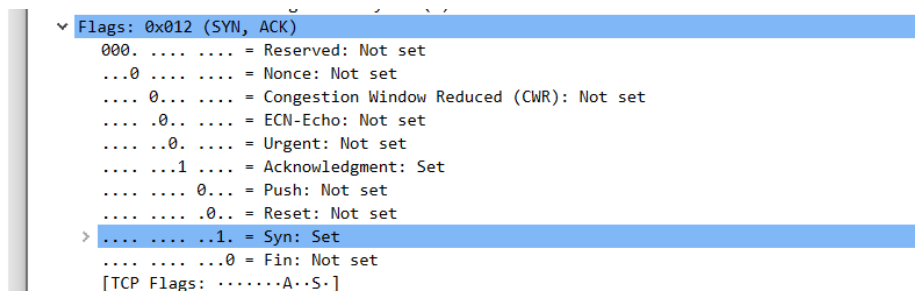 Flags: 0x012 (SYN, ACK)
000. .... .... = Reserved: Not set
...0 .... .... = Nonce: Not set
.... 0... .... = Congestion Window Reduced (CWR): Not set
.... .0.. .... = ECN-Echo: Not set
.... ..0. .... = Urgent: Not set
.... ...1 .... = Acknowledgment: Set
.... .... 0... = Push: Not set
.... .... .0.. = Reset: Not set
.... .... ..1. = Syn: Set
.... .... ...0 = Fin: Not set
[TCP Flags: ·······A··S·]